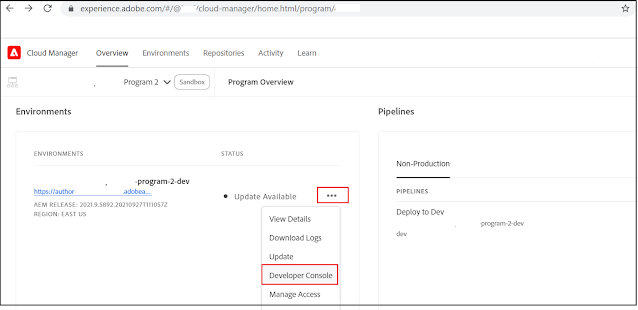 experience.adobe.com/#/@ /cloud-manager/home.html/program/
Cloud Manager Overview Environments Repositories Activity Learn
Program 2 Sandbox Program Overview
Environments Pipelines
ENVIRONMENTS STATUS
Non-Production
-program-2-dev
https://author .adobea...
Update Available ...
PIPELINES
AEM RELEASE: 2021.9.5892.20210927T111057Z
REGION: EAST US
Deploy to Dev
-program-2-dev
dev
View Details
Download Logs
Update
Developer Console
Manage Access